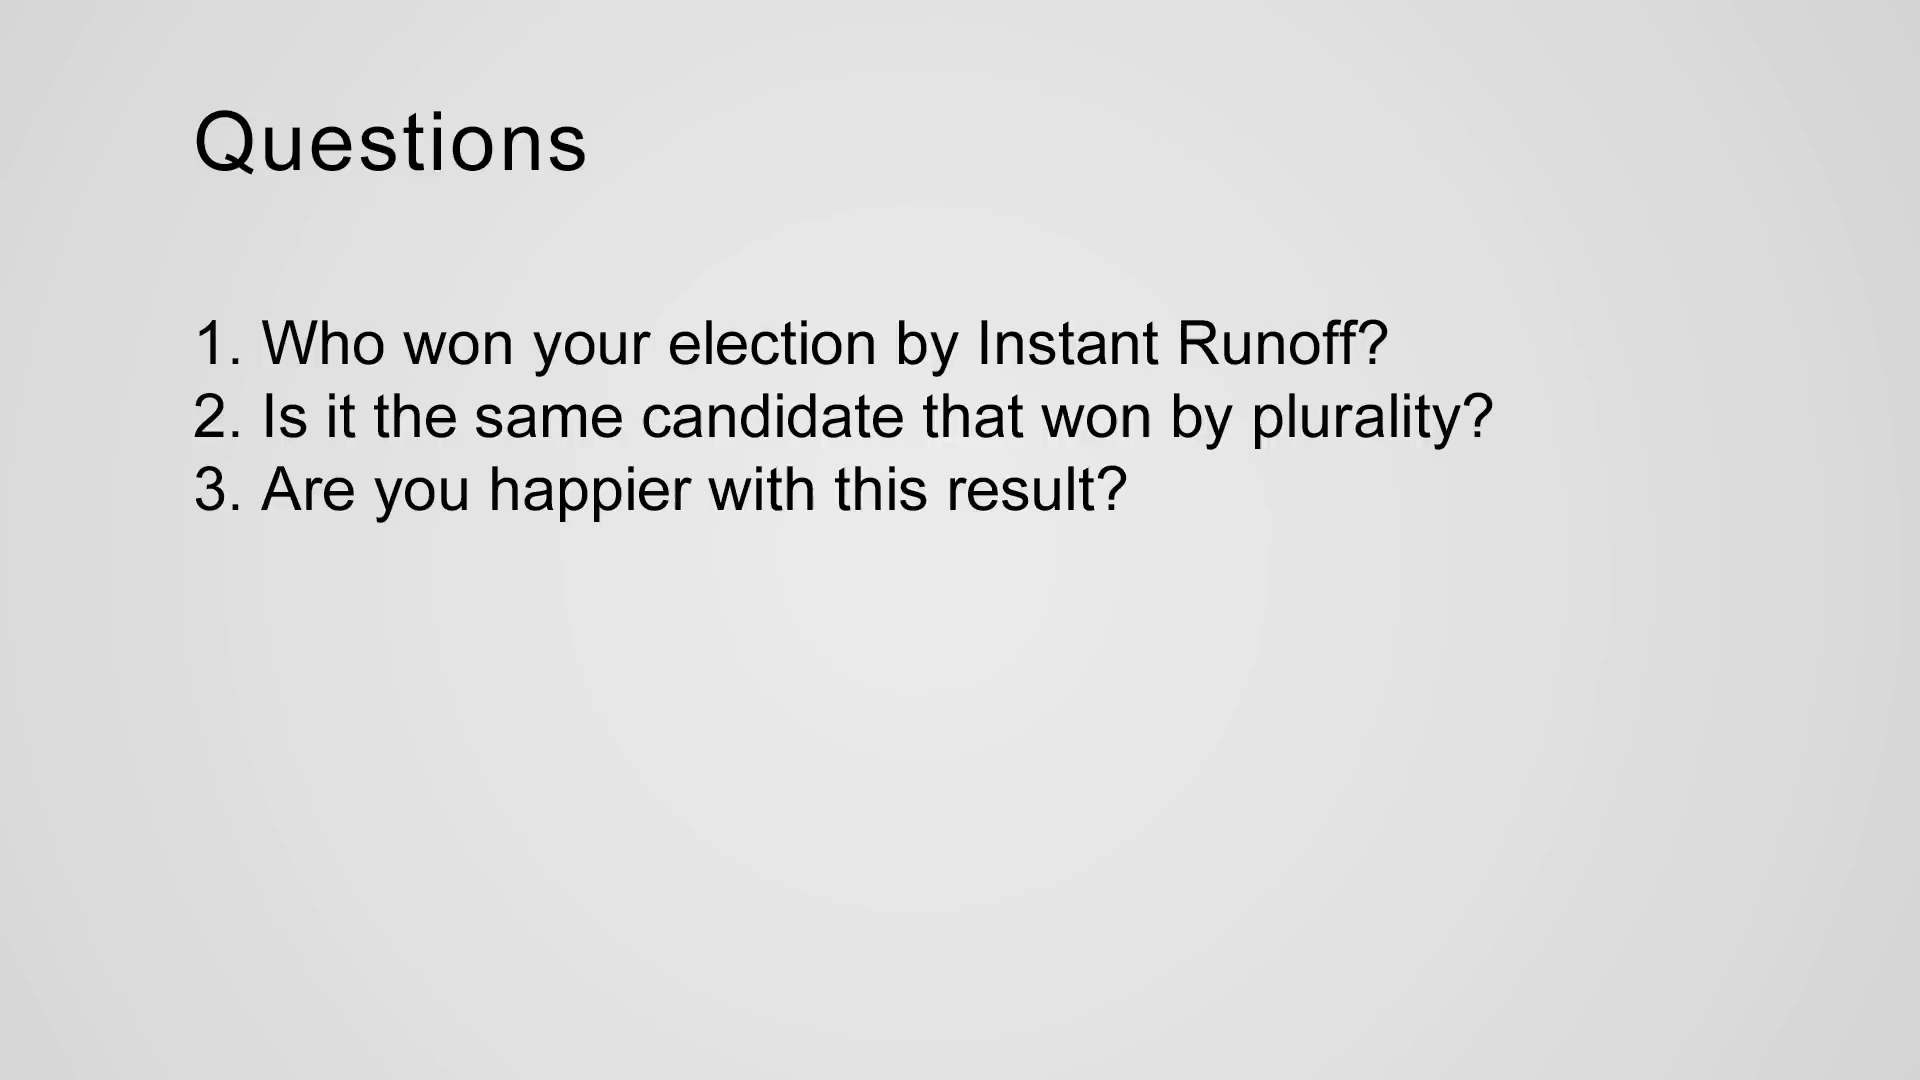 Questions
1. Who won your election by Instant Runoff?
2. Is it the same candidate that won by plurality?
3. Are you happier with this result?